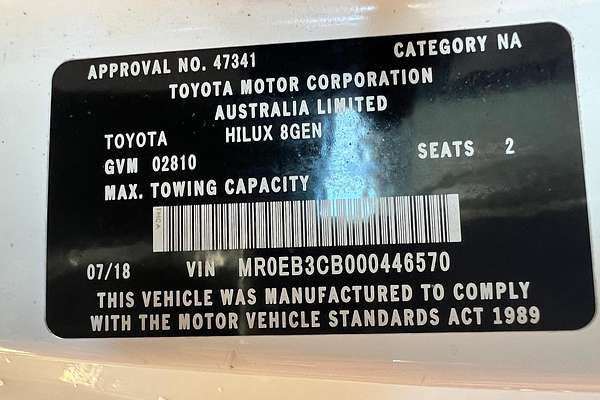 APPROVAL NO. 47341 CATEGORY NA
TOYOTA MOTOR CORPORATION
AUSTRALIA LIMITED
TOYOTA HILUX 8GEN
GVM 02810 SEATS 2
MAX. TOWING CAPACITY
07/18 VIN MR0EB3CB000446570
THIS VEHICLE WAS MANUFACTURED TO COMPLY
WITH THE MOTOR VEHICLE STANDARDS ACT 1989